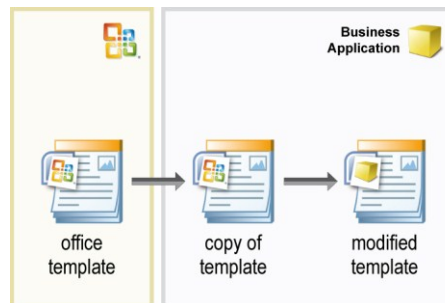 Business
Application
office
template
copy of
template
modified
template